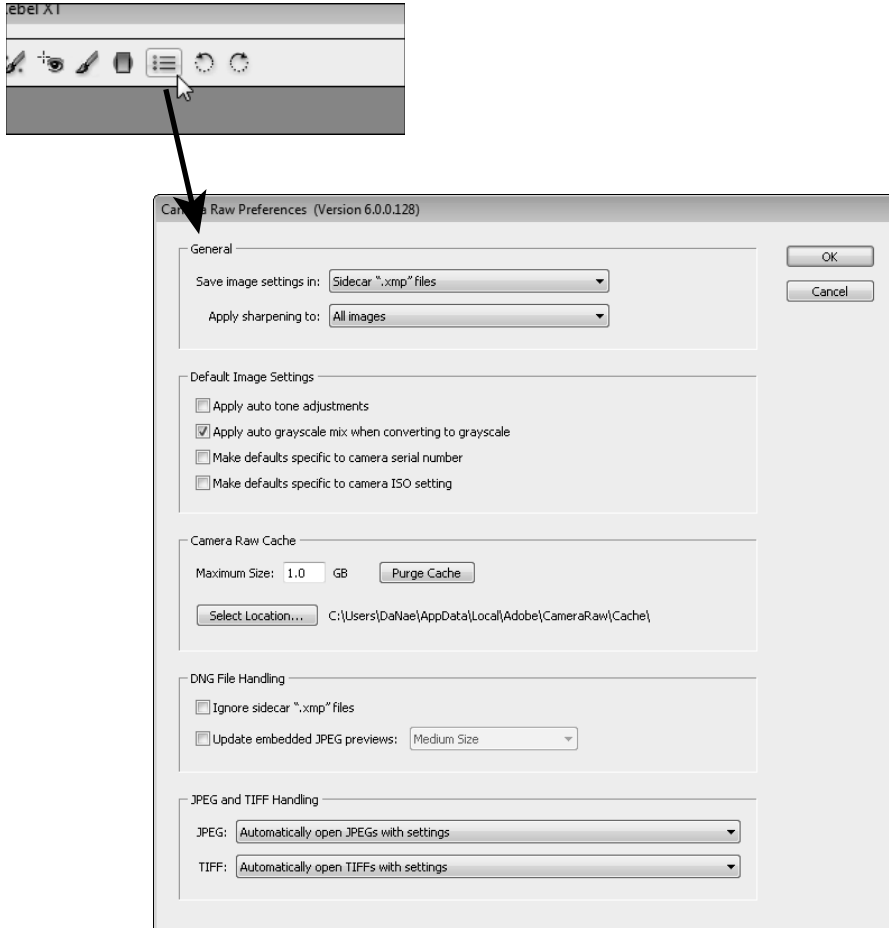 Rebel XT
Camera Raw Preferences (Version 6.0.0.128)
General
Save image settings in: Sidecar “.xmp” files
Apply sharpening to: All images
OK
Cancel
Default Image Settings
Apply auto tone adjustments
Apply auto grayscale mix when converting to grayscale
Make defaults specific to camera serial number
Make defaults specific to camera ISO setting
Camera Raw Cache
Maximum Size: 1.0 GB Purge Cache
Select Location... C:\Users\DaNae\AppData\Local\Adobe\CameraRaw\Cache\
DNG File Handling
Ignore sidecar “.xmp” files
Update embedded JPEG previews: Medium Size
JPEG and TIFF Handling
JPEG: Automatically open JPEGs with settings
TIFF: Automatically open TIFFs with settings